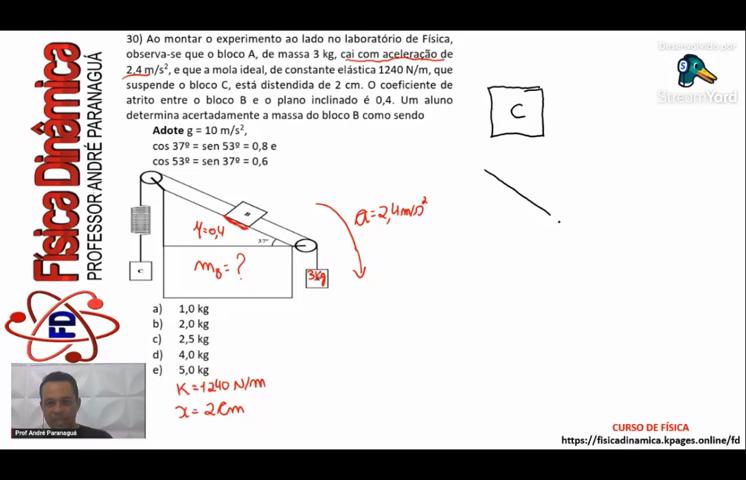 30) Ao montar o experimento ao lado no laboratório de Física,
observa-se que o bloco A, de massa 3 kg, cai com aceleração de
2,4 m/s², e que a mola ideal, de constante elástica 1240 N/m, que
suspende o bloco C, está distendida de 2 cm. O coeficiente de
atrito entre o bloco B e o plano inclinado é 0,4. Um aluno
determina acertadamente a massa do bloco B como sendo
Adote g = 10 m/s²,
cos 37º = sen 53º = 0,8 e
cos 53º = sen 37º = 0,6
B
μ=0,4
37°
C
m_B = ?
3kg
a=2,4m/s²
a) 1,0 kg
b) 2,0 kg
c) 2,5 kg
d) 4,0 kg
e) 5,0 kg
K=1240 N/m
x=2cm
C
Física Dinâmica
PROFESSOR ANDRÉ PARANAGUÁ
FD
Prof André Paranaguá
Desenvolvido por
S
StreamYard
CURSO DE FÍSICA
https://fisicadinamica.kpages.online/fd